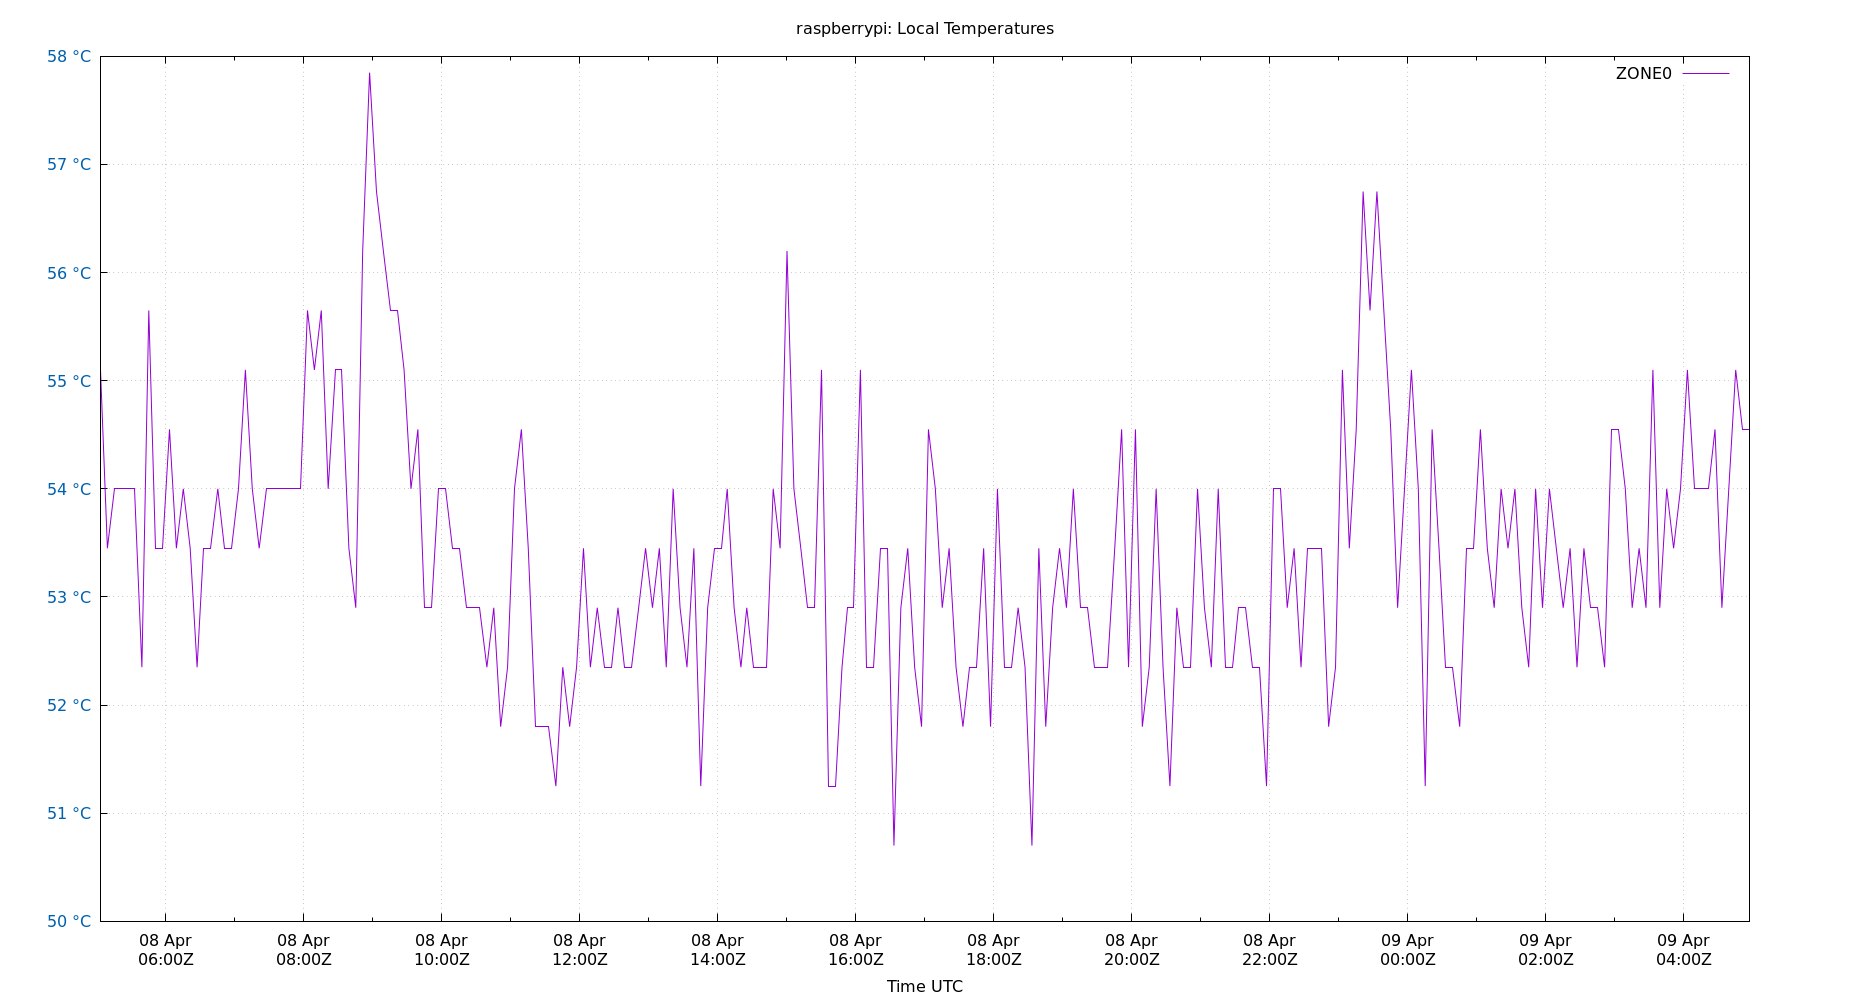 raspberrypi: Local Temperatures
58 °C
57 °C
56 °C
55 °C
54 °C
53 °C
52 °C
51 °C
50 °C
ZONE0
08 Apr 08 Apr 08 Apr 08 Apr 08 Apr 08 Apr 08 Apr 08 Apr 08 Apr 09 Apr 09 Apr 09 Apr
06:00Z 08:00Z 10:00Z 12:00Z 14:00Z 16:00Z 18:00Z 20:00Z 22:00Z 00:00Z 02:00Z 04:00Z
Time UTC